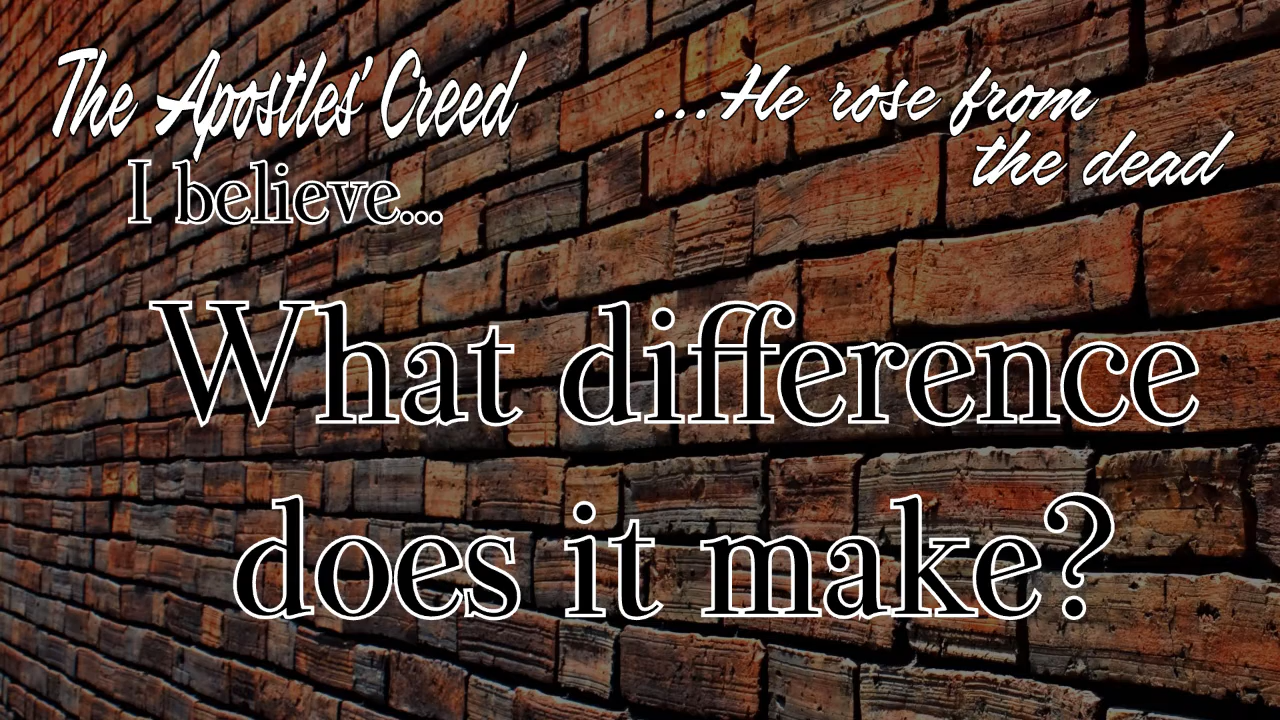 The Apostles' Creed
I believe...
...He rose from
the dead
What difference
does it make?